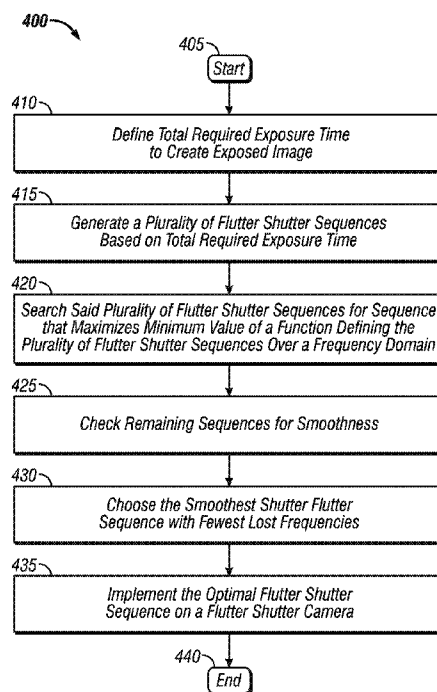 400
405
Start
410
Define Total Required Exposure Time
to Create Exposed Image
415
Generate a Plurality of Flutter Shutter Sequences
Based on Total Required Exposure Time
420
Search Said Plurality of Flutter Shutter Sequences for Sequence
that Maximizes Minimum Value of a Function Defining the
Plurality of Flutter Shutter Sequences Over a Frequency Domain
425
Check Remaining Sequences for Smoothness
430
Choose the Smoothest Shutter Flutter
Sequence with Fewest Lost Frequencies
435
Implement the Optimal Flutter Shutter
Sequence on a Flutter Shutter Camera
440
End